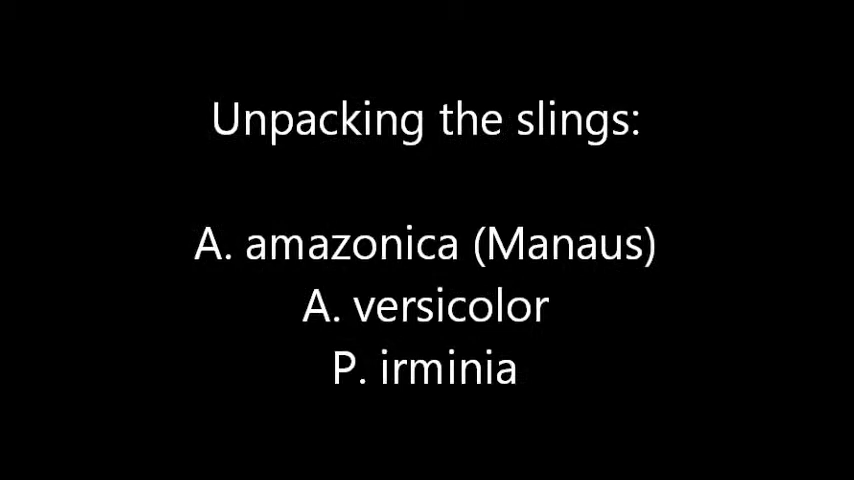 Unpacking the slings:
A. amazonica (Manaus)
A. versicolor
P. irminia